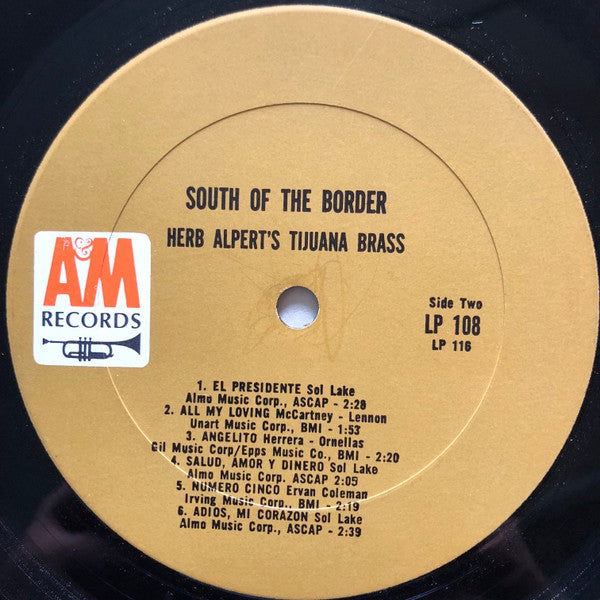 SOUTH OF THE BORDER
HERB ALPERT'S TIJUANA BRASS
A&M
RECORDS
Side Two
LP 108
LP 116
1. EL PRESIDENTE Sol Lake
Almo Music Corp., ASCAP - 2:28
2. ALL MY LOVING McCartney - Lennon
Unart Music Corp., BMI - 1:53
3. ANGELITO Herrera - Ornellas
Gil Music Corp/Epps Music Co., BMI - 2:20
4. SALUD, AMOR Y DINERO Sol Lake
Almo Music Corp. ASCAP 2:05
5. NUMERO CINCO Ervan Coleman
Irving Music Corp., BMI - 2:19
6. ADIOS, MI CORAZON Sol Lake
Almo Music Corp., ASCAP - 2:39